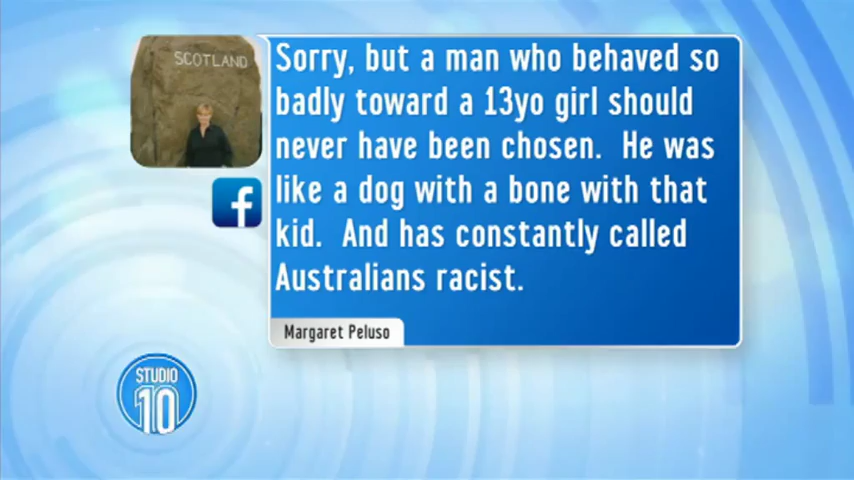 SCOTLAND
Sorry, but a man who behaved so
badly toward a 13yo girl should
never have been chosen. He was
like a dog with a bone with that
kid. And has constantly called
Australians racist.
f
Margaret Peluso
STUDIO
10